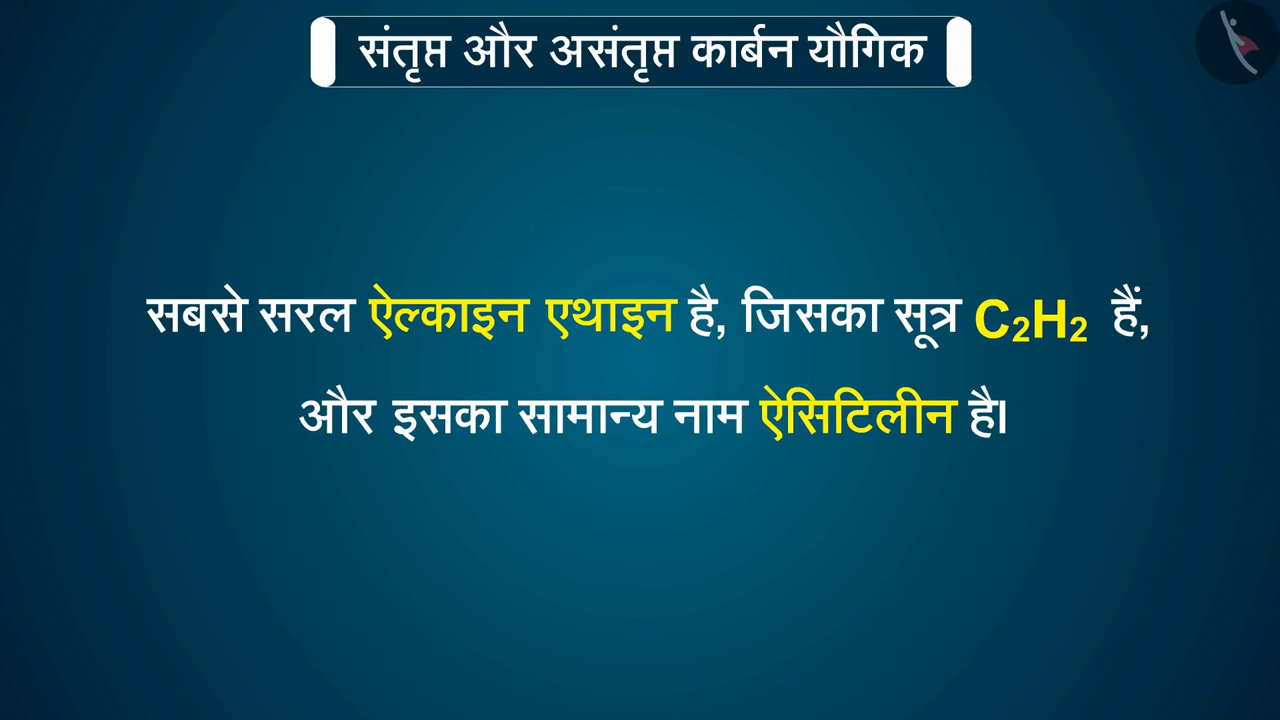 संतृप्त और असंतृप्त कार्बन यौगिक
सबसे सरल ऐल्काइन एथाइन है, जिसका सूत्र C₂H₂ हैं,
और इसका सामान्य नाम ऐसिटिलीन है।